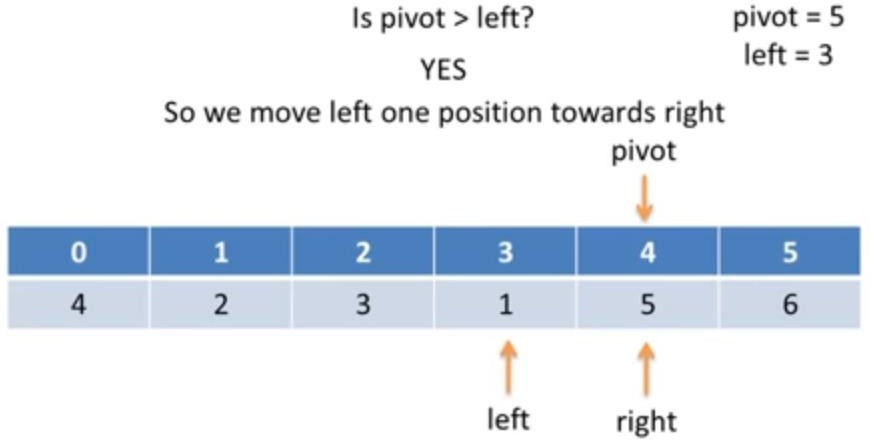 Is pivot > left?
pivot = 5
left = 3
YES
So we move left one position towards right
pivot
0 1 2 3 4 5
4 2 3 1 5 6
left right